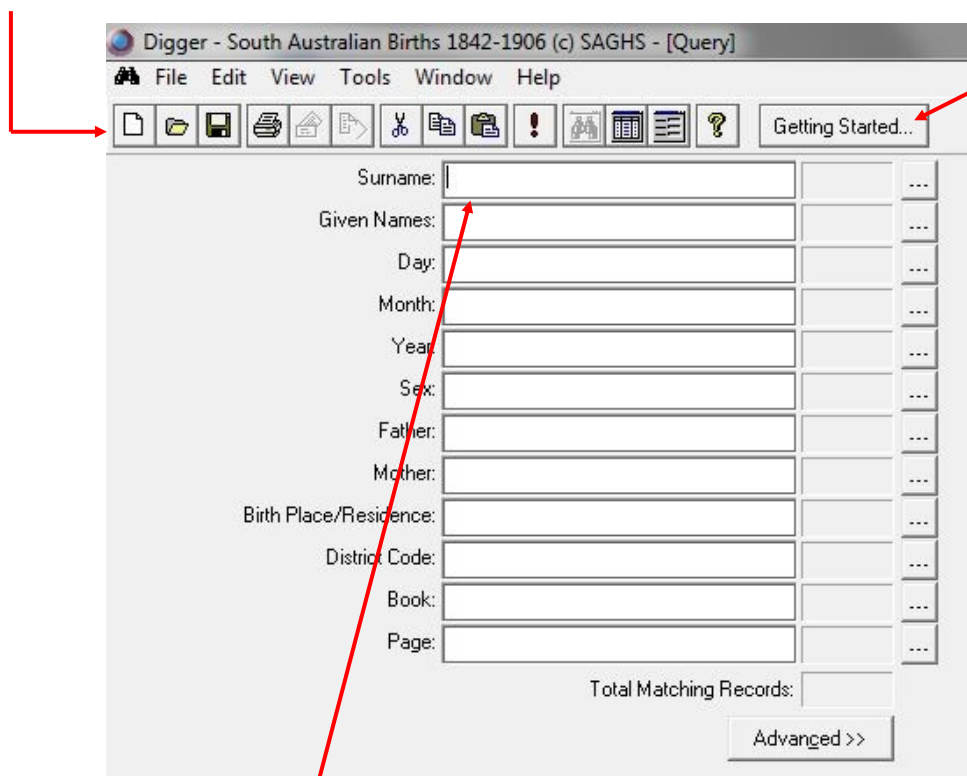 Digger - South Australian Births 1842-1906 (c) SAGHS - [Query]
File Edit View Tools Window Help
Getting Started...
Surname: ...
Given Names: ...
Day: ...
Month: ...
Year: ...
Sex: ...
Father: ...
Mother: ...
Birth Place/Residence: ...
District Code: ...
Book: ...
Page: ...
Total Matching Records:
Advanced >>